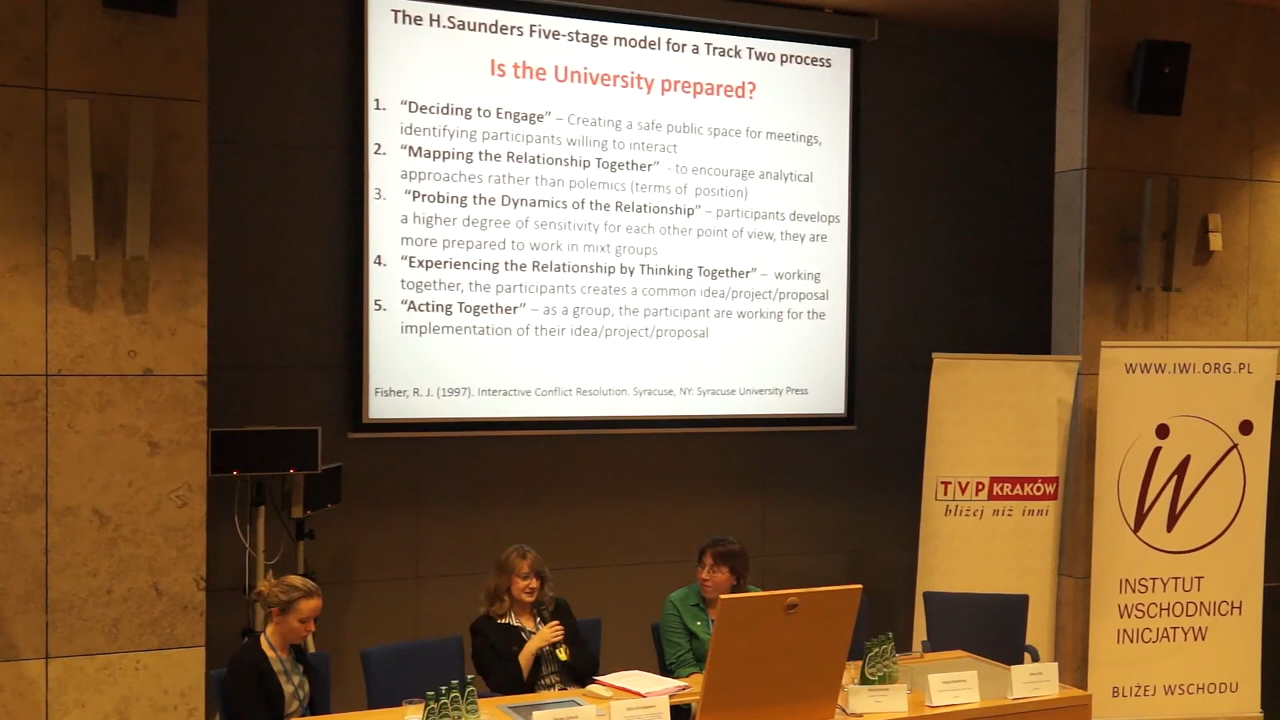 The H.Saunders Five-stage model for a Track Two process
Is the University prepared?
1. “Deciding to Engage” – Creating a safe public space for meetings,
identifying participants willing to interact
2. “Mapping the Relationship Together” - to encourage analytical
approaches rather than polemics (terms of position)
3. “Probing the Dynamics of the Relationship” – participants develops
a higher degree of sensitivity for each other point of view, they are
more prepared to work in mixt groups
4. “Experiencing the Relationship by Thinking Together” – working
together, the participants creates a common idea/project/proposal
5. “Acting Together” – as a group, the participant are working for the
implementation of their idea/project/proposal
Fisher, R. J. (1997). Interactive Conflict Resolution. Syracuse, NY: Syracuse University Press
TVP KRAKÓW
bliżej niż inni
WWW.IWI.ORG.PL
iw
INSTYTUT
WSCHODNICH
INICJATYW
BLIŻEJ WSCHODU